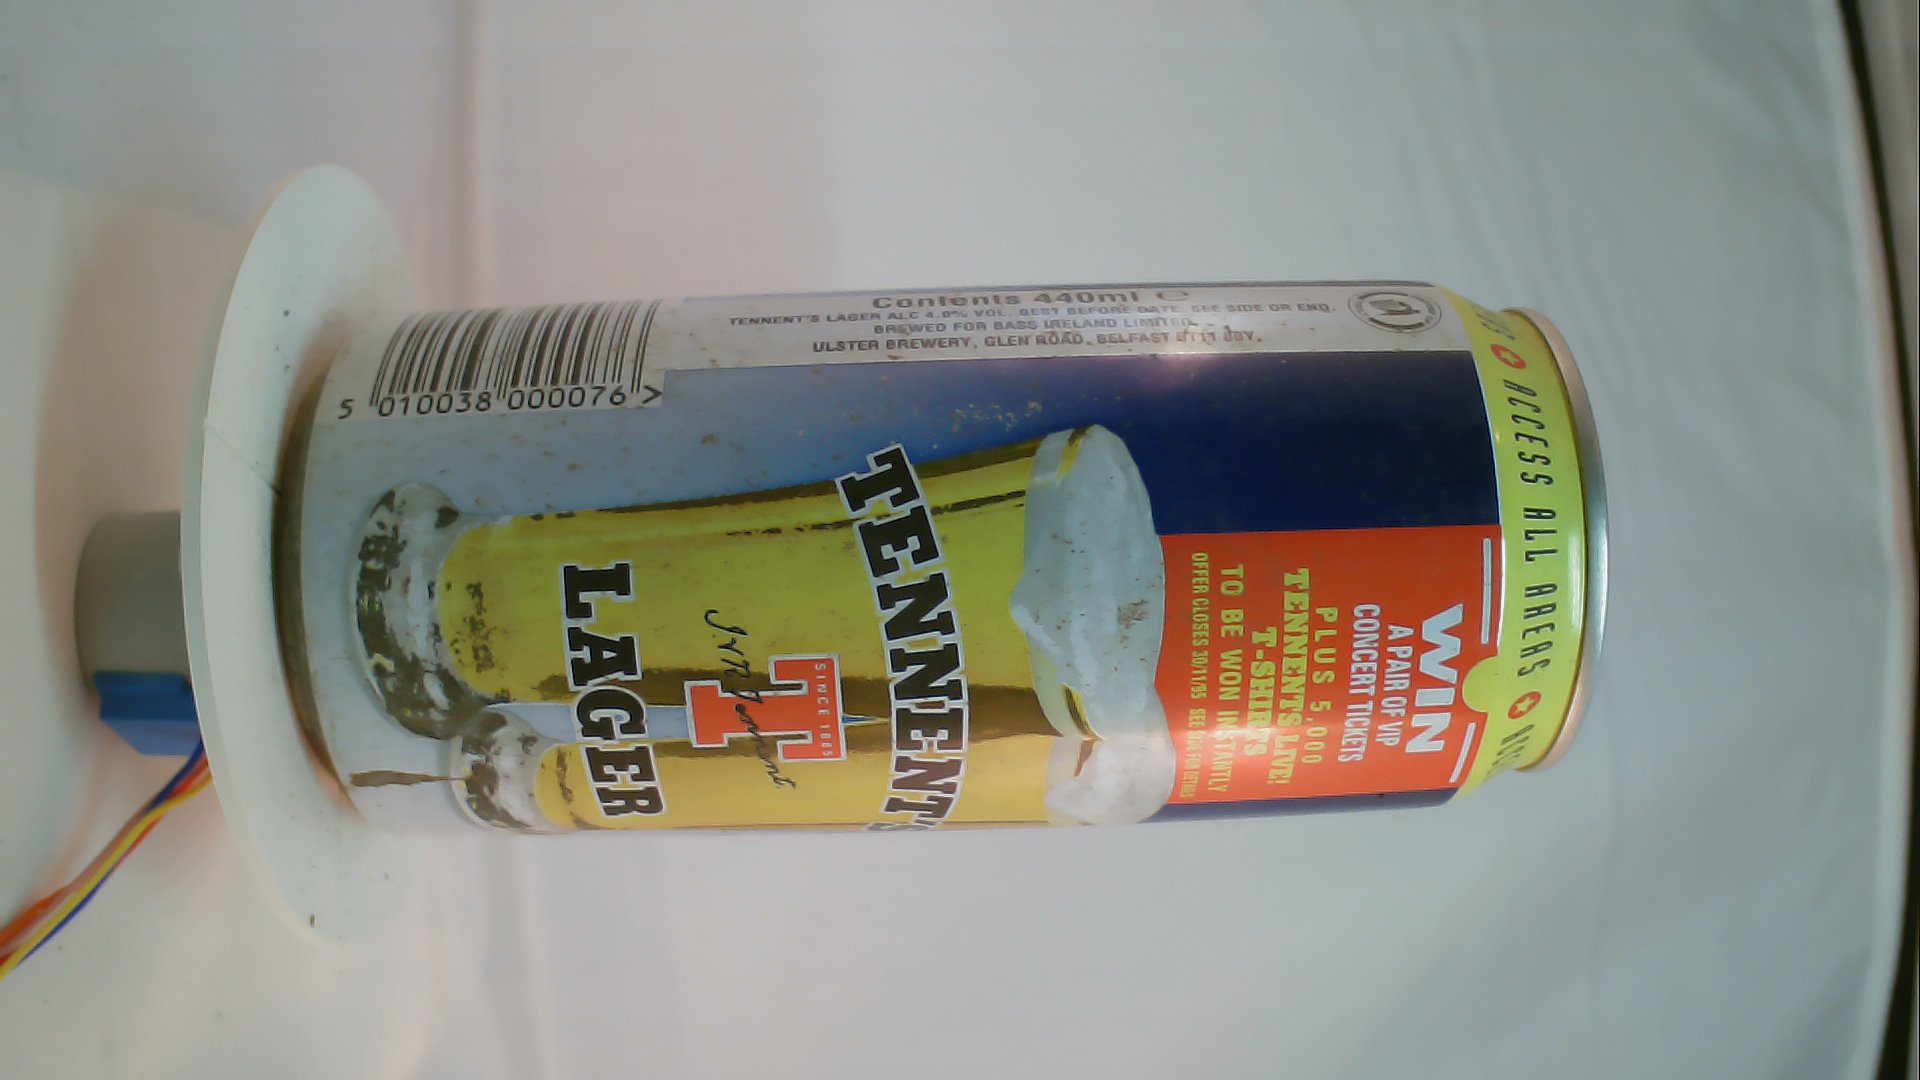 ACCESS ALL AREAS
WIN
A PAIR OF VIP
CONCERT TICKETS
PLUS 5,000
TENNENTS LIVE!
T-SHIRTS
TO BE WON INSTANTLY
OFFER CLOSES 30/11/95 SEE SIDE FOR DETAILS
TENNENT'S
SINCE 1885
T
LAGER
Contents 440ml e
TENNENT'S LAGER ALC 4.0% VOL. BEST BEFORE DATE: SEE SIDE OR END.
BREWED FOR BASS IRELAND LIMITED,
ULSTER BREWERY, GLEN ROAD, BELFAST
5 010038 000076 >